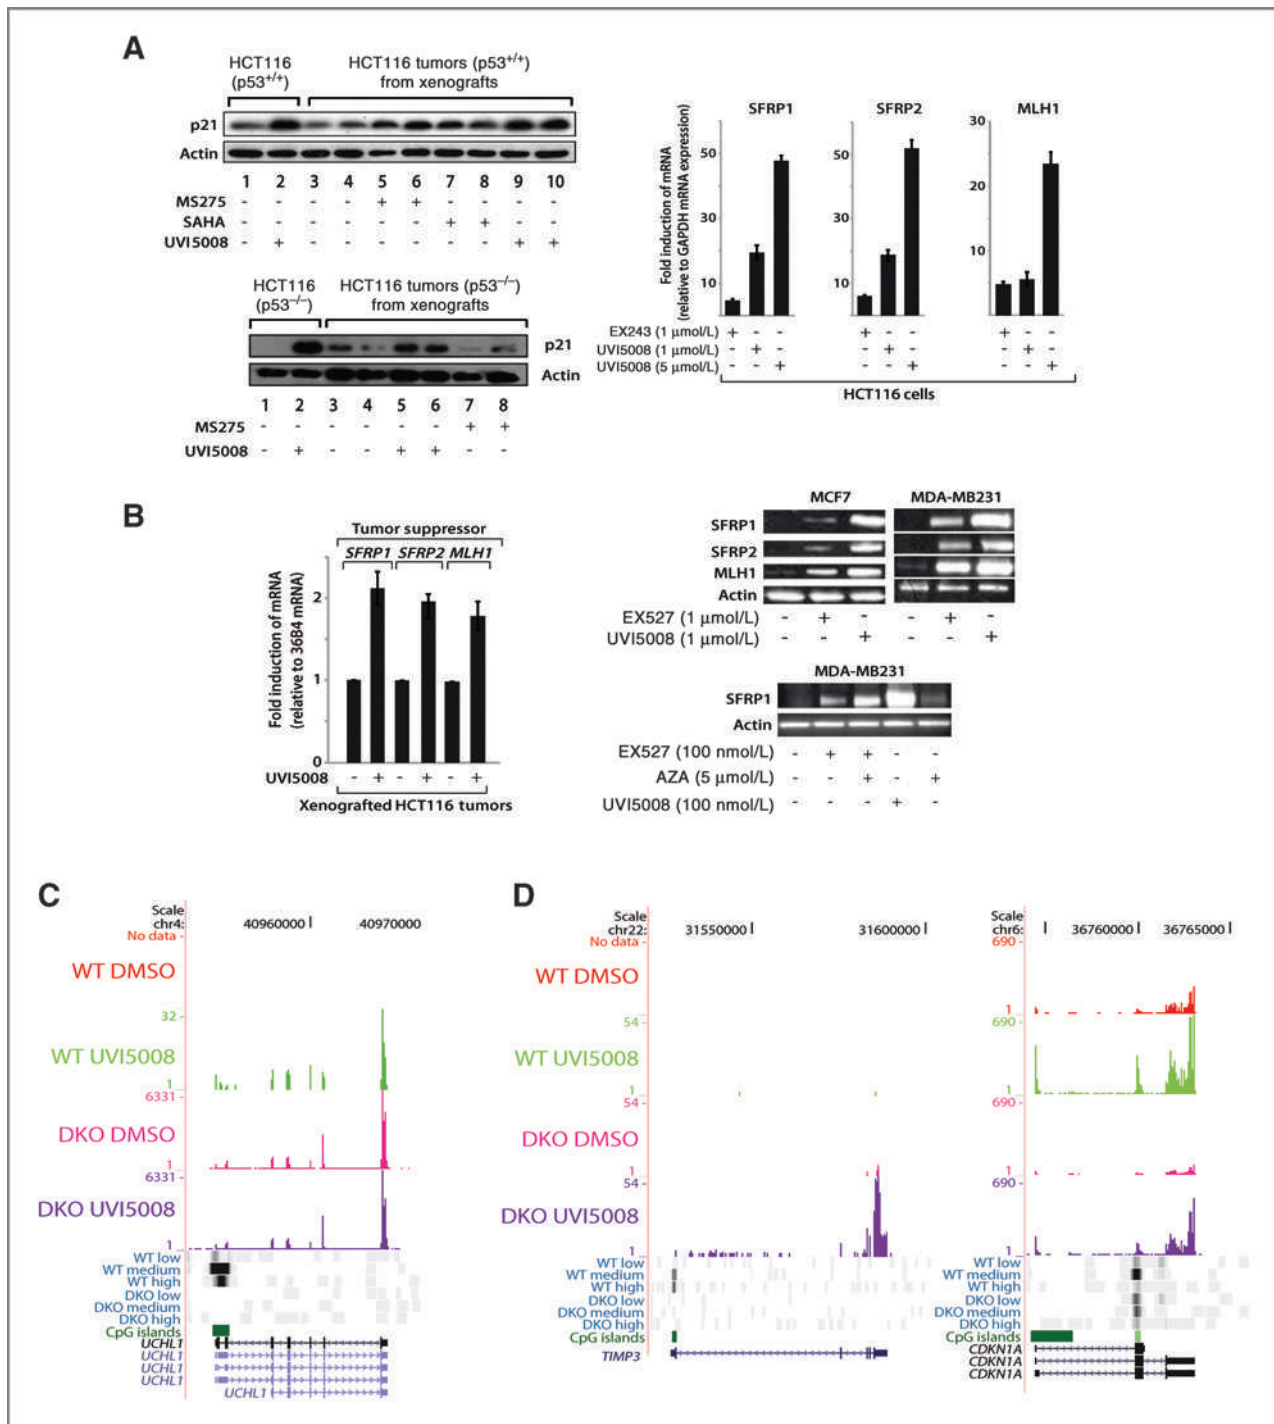 A
HCT116
(p53+/+)
HCT116 tumors (p53+/+)
from xenografts
p21
Actin
1 2 3 4 5 6 7 8 9 10
MS275 - - - - + + - - - -
SAHA - - - - - - + + - -
UVI5008 - + - - - - - - + +
HCT116
(p53−/−)
HCT116 tumors (p53−/−)
from xenografts
p21
Actin
1 2 3 4 5 6 7 8
MS275 - - - - - - + +
UVI5008 - + - - + + - -
SFRP1 SFRP2 MLH1
Fold induction of mRNA
(relative to GAPDH mRNA expression)
50
30
10
50
30
10
30
20
10
EX243 (1 μmol/L) + - - + - - + - -
UVI5008 (1 μmol/L) - + - - + - - + -
UVI5008 (5 μmol/L) - - + - - + - - +
HCT116 cells
B
Tumor suppressor
SFRP1 SFRP2 MLH1
Fold induction of mRNA
(relative to 36B4 mRNA)
2
1
0
UVI5008 - + - + - +
Xenografted HCT116 tumors
MCF7 MDA-MB231
SFRP1
SFRP2
MLH1
Actin
EX527 (1 μmol/L) - + - - + -
UVI5008 (1 μmol/L) - - + - - +
MDA-MB231
SFRP1
Actin
EX527 (100 nmol/L) - + + - -
AZA (5 μmol/L) - - + - +
UVI5008 (100 nmol/L) - - - + -
C
Scale
chr4: 40960000 40970000
No data
WT DMSO
32
WT UVI5008
1
6331
DKO DMSO
1
6331
DKO UVI5008
1
WT low
WT medium
WT high
DKO low
DKO medium
DKO high
CpG islands
UCHL1
UCHL1
UCHL1
UCHL1
UCHL1
D
Scale
chr22: 31550000 31600000
No data
WT DMSO
54
WT UVI5008
1
54
DKO DMSO
1
54
DKO UVI5008
1
WT low
WT medium
WT high
DKO low
DKO medium
DKO high
CpG islands
TIMP3
Scale
chr6: 36760000 36765000
690
1
690
1
690
1
690
1
WT low
WT medium
WT high
DKO low
DKO medium
DKO high
CpG islands
CDKN1A
CDKN1A
CDKN1A